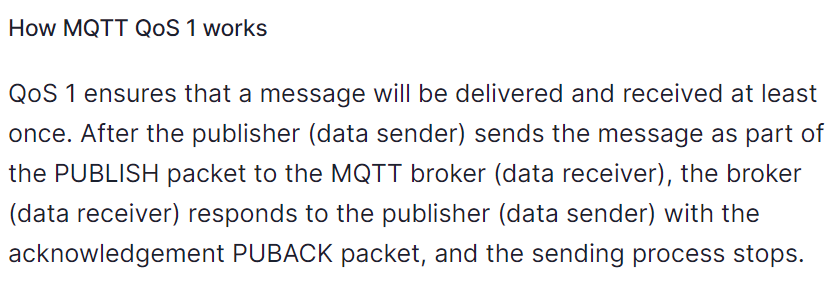 How MQTT QoS 1 works
QoS 1 ensures that a message will be delivered and received at least
once. After the publisher (data sender) sends the message as part of
the PUBLISH packet to the MQTT broker (data receiver), the broker
(data receiver) responds to the publisher (data sender) with the
acknowledgement PUBACK packet, and the sending process stops.